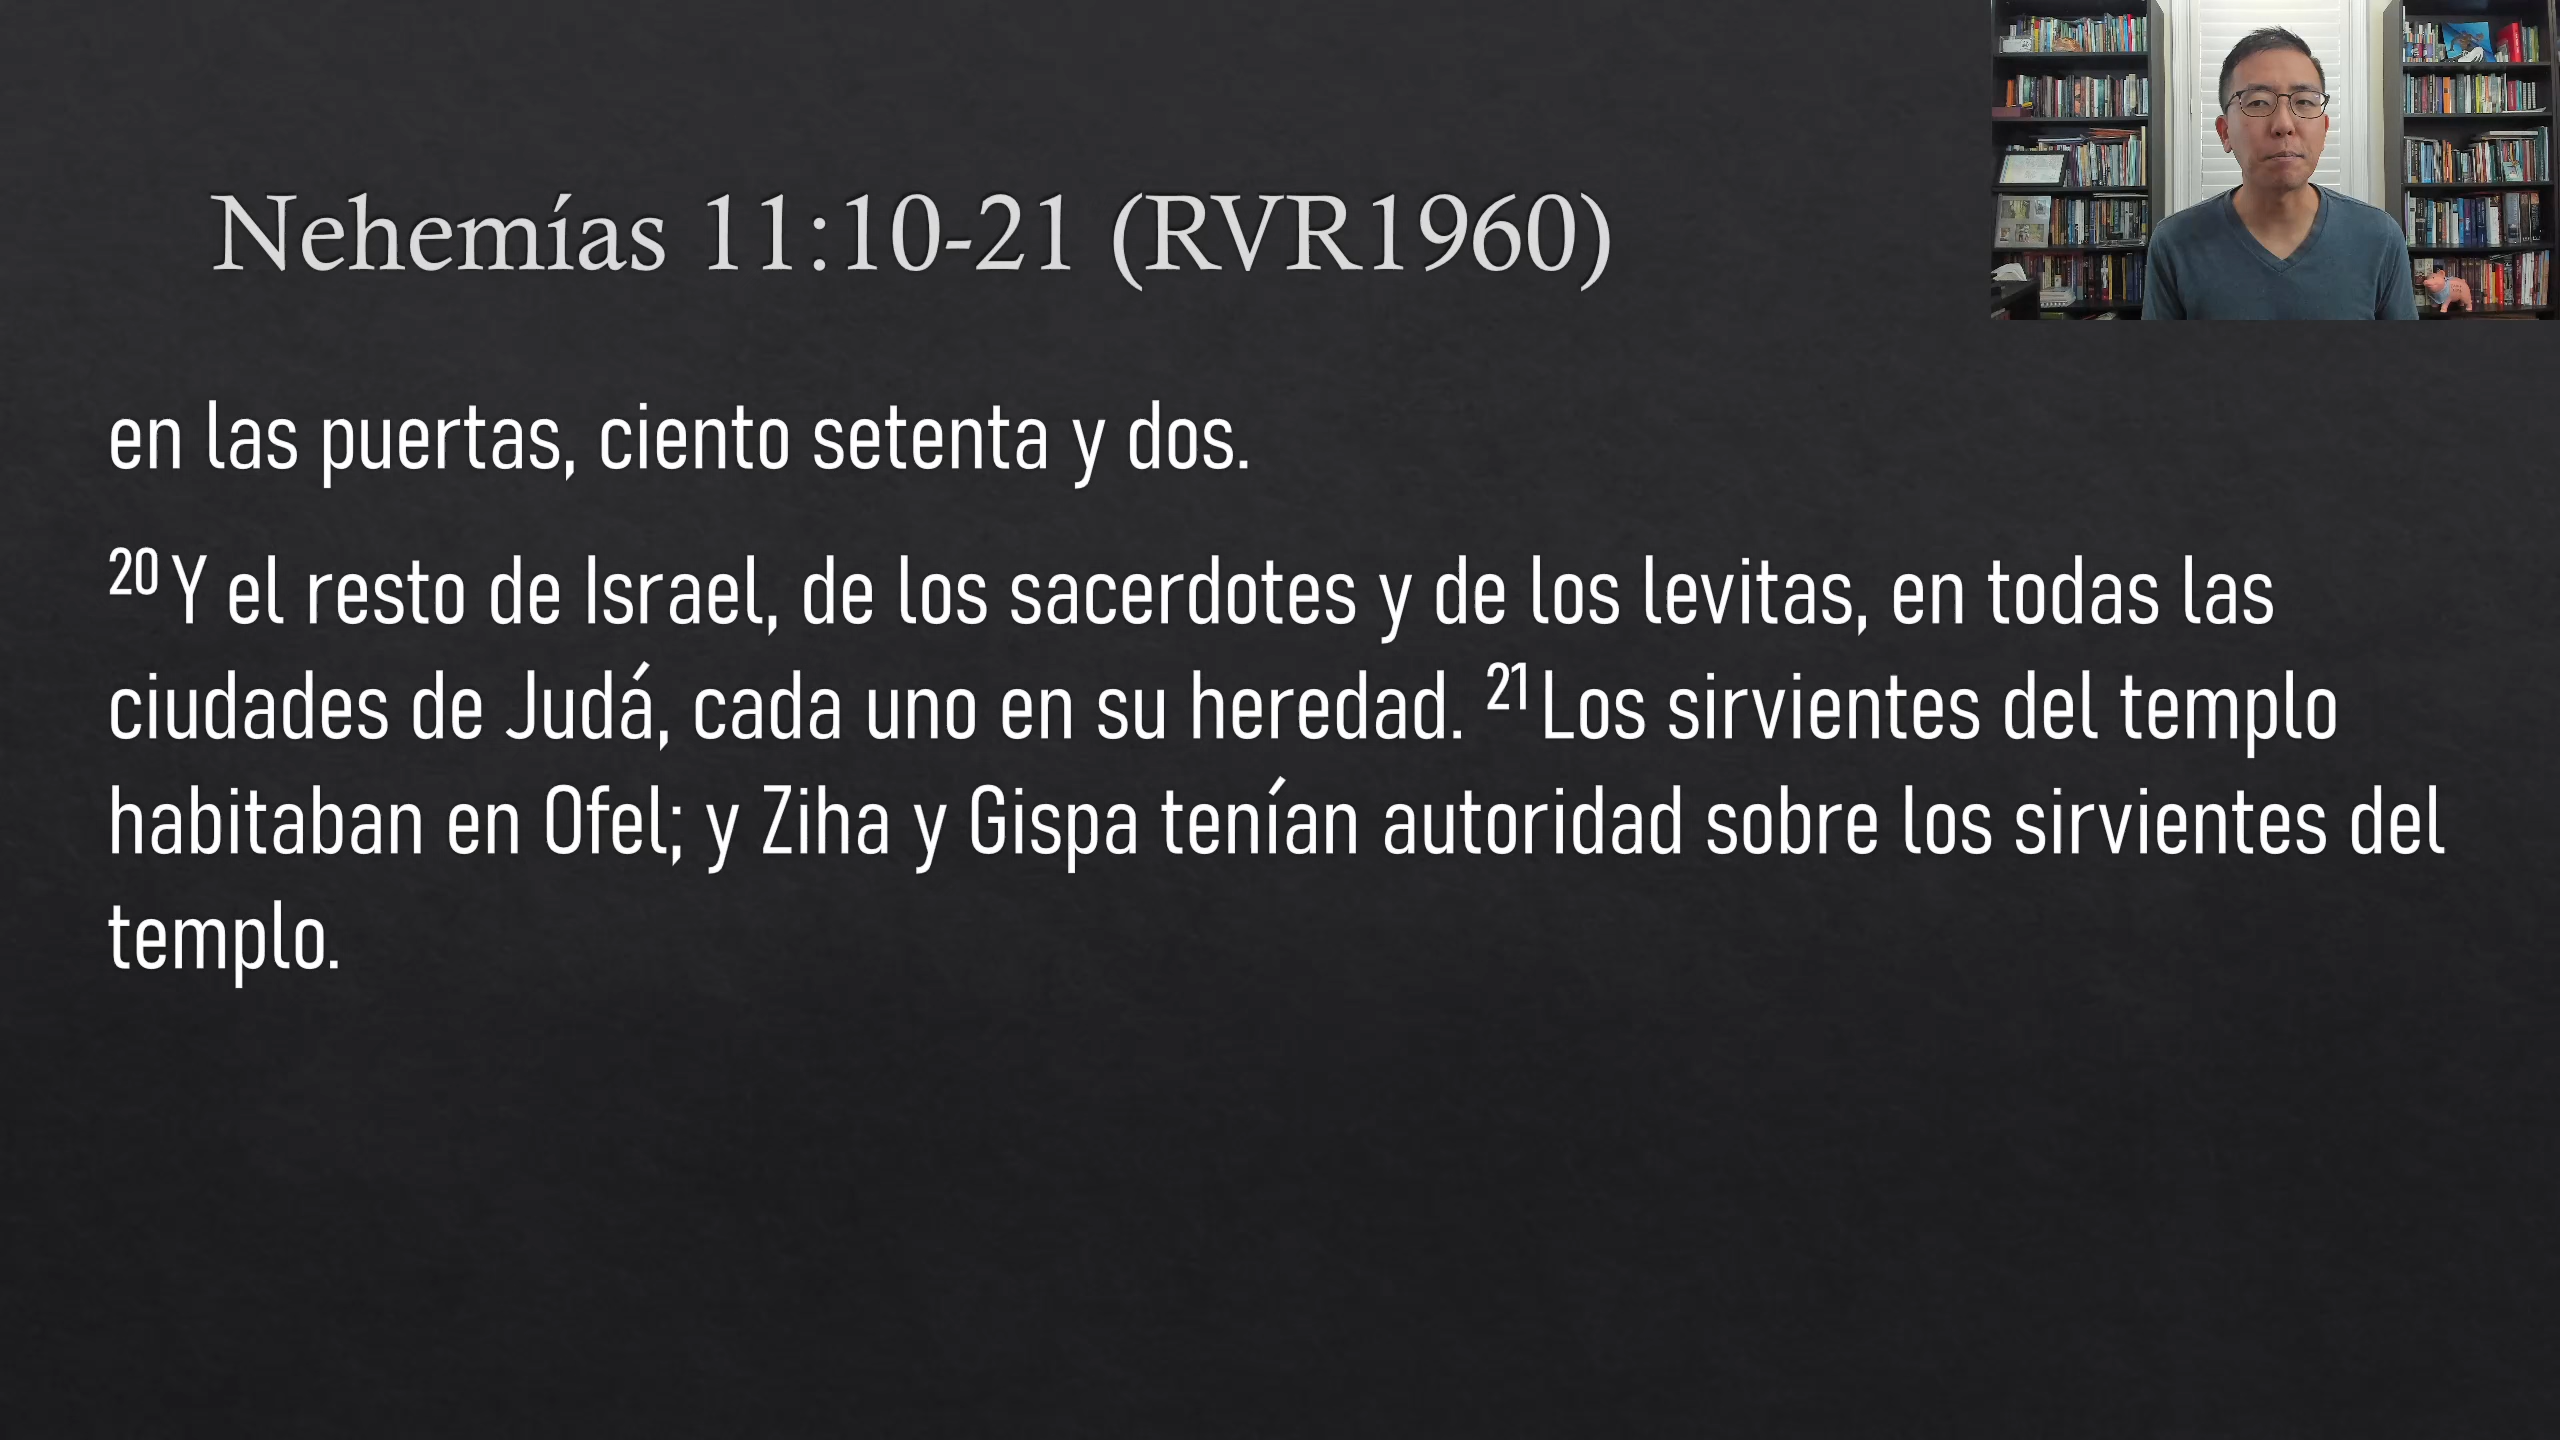 Nehemías 11:10-21 (RVR1960)
en las puertas, ciento setenta y dos.
20 Y el resto de Israel, de los sacerdotes y de los levitas, en todas las
ciudades de Judá, cada uno en su heredad. 21 Los sirvientes del templo
habitaban en Ofel; y Ziha y Gispa tenían autoridad sobre los sirvientes del
templo.